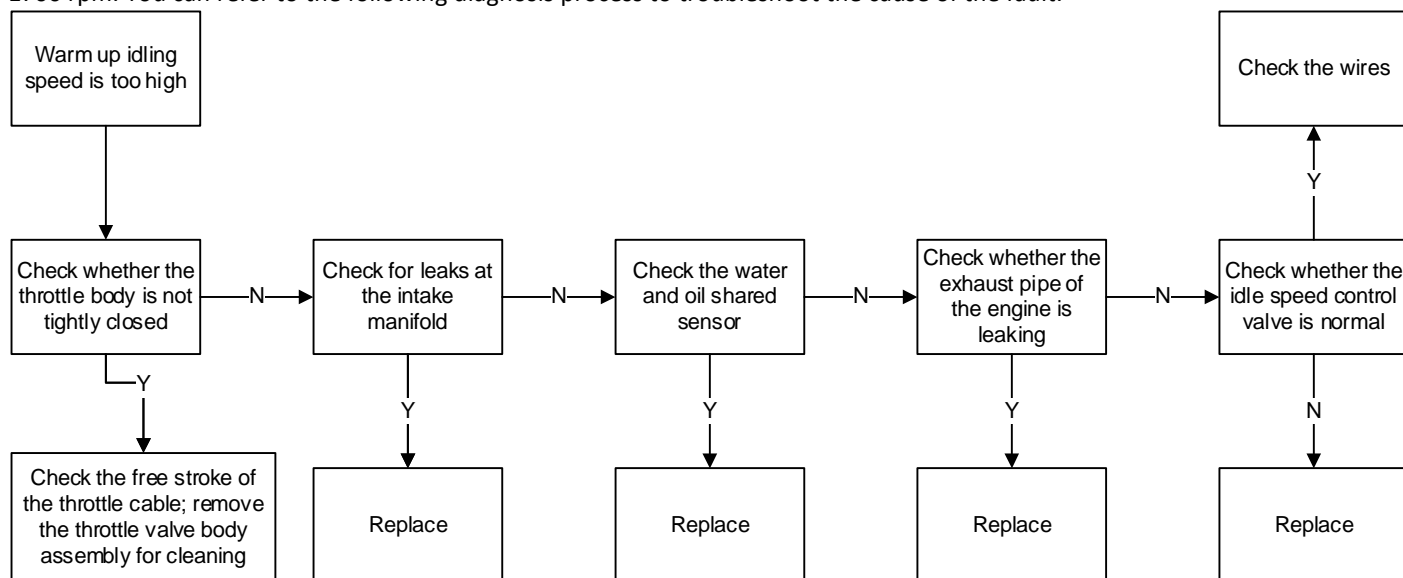 Warm up idling
speed is too high
Check the wires
Y
Check whether the
throttle body is not
tightly closed
N
Check for leaks at
the intake
manifold
N
Check the water
and oil shared
sensor
N
Check whether the
exhaust pipe of
the engine is
leaking
N
Check whether the
idle speed control
valve is normal
Y
Y
Y
Y
N
Check the free stroke of
the throttle cable; remove
the throttle valve body
assembly for cleaning
Replace
Replace
Replace
Replace